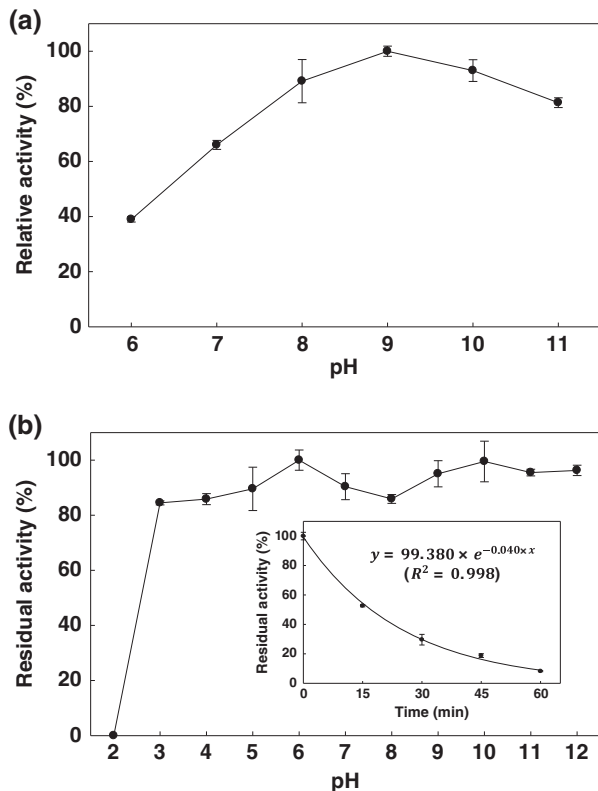 (a)
Relative activity (%)
100
80
60
40
20
0
6 7 8 9 10 11
pH
(b)
Residual activity (%)
100
80
60
40
20
0
2 3 4 5 6 7 8 9 10 11 12
pH
Residual activity (%)
100
80
60
40
20
0
0 15 30 45 60
Time (min)
y = 99.380 × e^{−0.040×x}
(R² = 0.998)